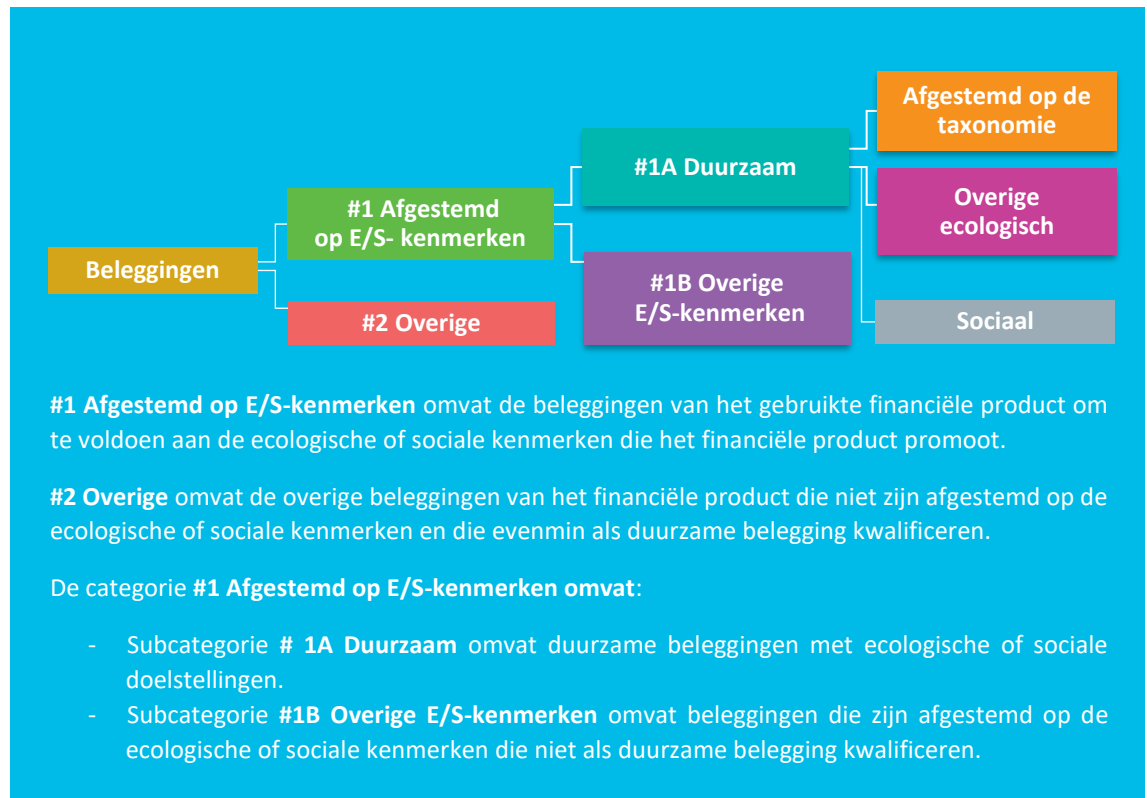 Afgestemd op de
taxonomie
#1A Duurzaam
#1 Afgestemd
op E/S- kenmerken
Overige
ecologisch
Beleggingen
#1B Overige
E/S-kenmerken
#2 Overige
Sociaal
#1 Afgestemd op E/S-kenmerken omvat de beleggingen van het gebruikte financiële product om
te voldoen aan de ecologische of sociale kenmerken die het financiële product promoot.
#2 Overige omvat de overige beleggingen van het financiële product die niet zijn afgestemd op de
ecologische of sociale kenmerken en die evenmin als duurzame belegging kwalificeren.
De categorie #1 Afgestemd op E/S-kenmerken omvat:
- Subcategorie # 1A Duurzaam omvat duurzame beleggingen met ecologische of sociale
doelstellingen.
- Subcategorie #1B Overige E/S-kenmerken omvat beleggingen die zijn afgestemd op de
ecologische of sociale kenmerken die niet als duurzame belegging kwalificeren.